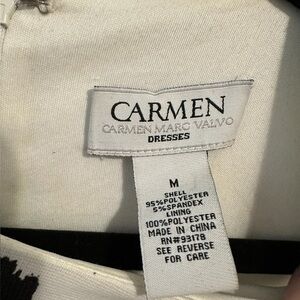 CARMEN
CARMEN MARC VALVO
DRESSES
M
SHELL
95%POLYESTER
5%SPANDEX
LINING
100%POLYESTER
MADE IN CHINA
RN#93178
SEE REVERSE
FOR CARE